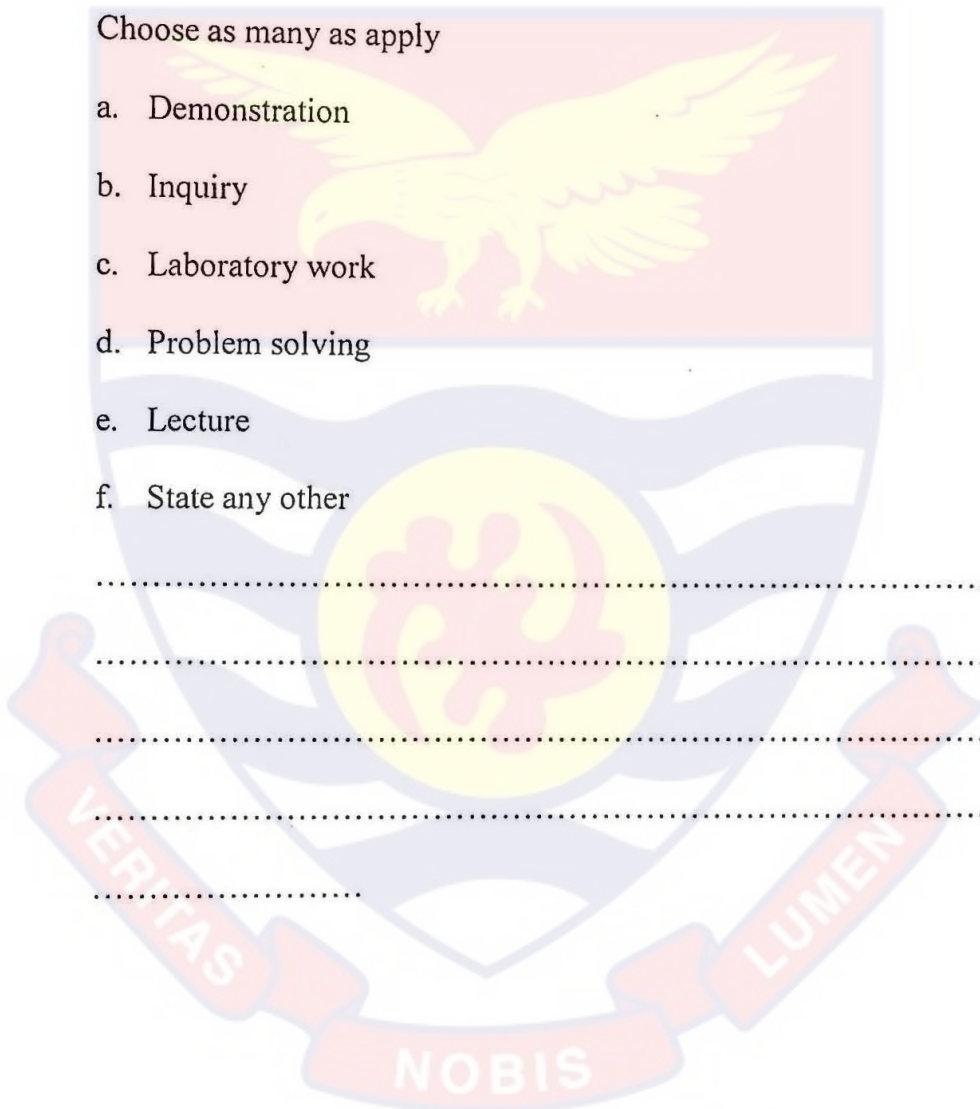 Choose as many as apply
a. Demonstration
b. Inquiry
c. Laboratory work
d. Problem solving
e. Lecture
f. State any other
................................................................................
................................................................................
................................................................................
................................................................................
........................
VERITAS
NOBIS
LUMEN